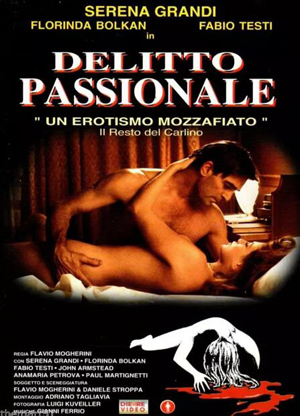 SERENA GRANDI
FLORINDA BOLKAN FABIO TESTI
in
DELITTO
PASSIONALE
" UN EROTISMO MOZZAFIATO "
Il Resto del Carlino
REGIA FLAVIO MOGHERINI
CON SERENA GRANDI - FLORINDA BOLKAN
FABIO TESTI - JOHN ARMSTEAD
ANAMARIA PETROVA - PAUL MARTIGNETTI
SOGGETTO E SCENEGGIATURA
FLAVIO MOGHERINI & DANIELE STROPPA
MONTAGGIO ADRIANO TAGLIAVIA
FOTOGRAFIA LUIGI KUVEILLER
GIANNI FERRIO
VIDEO